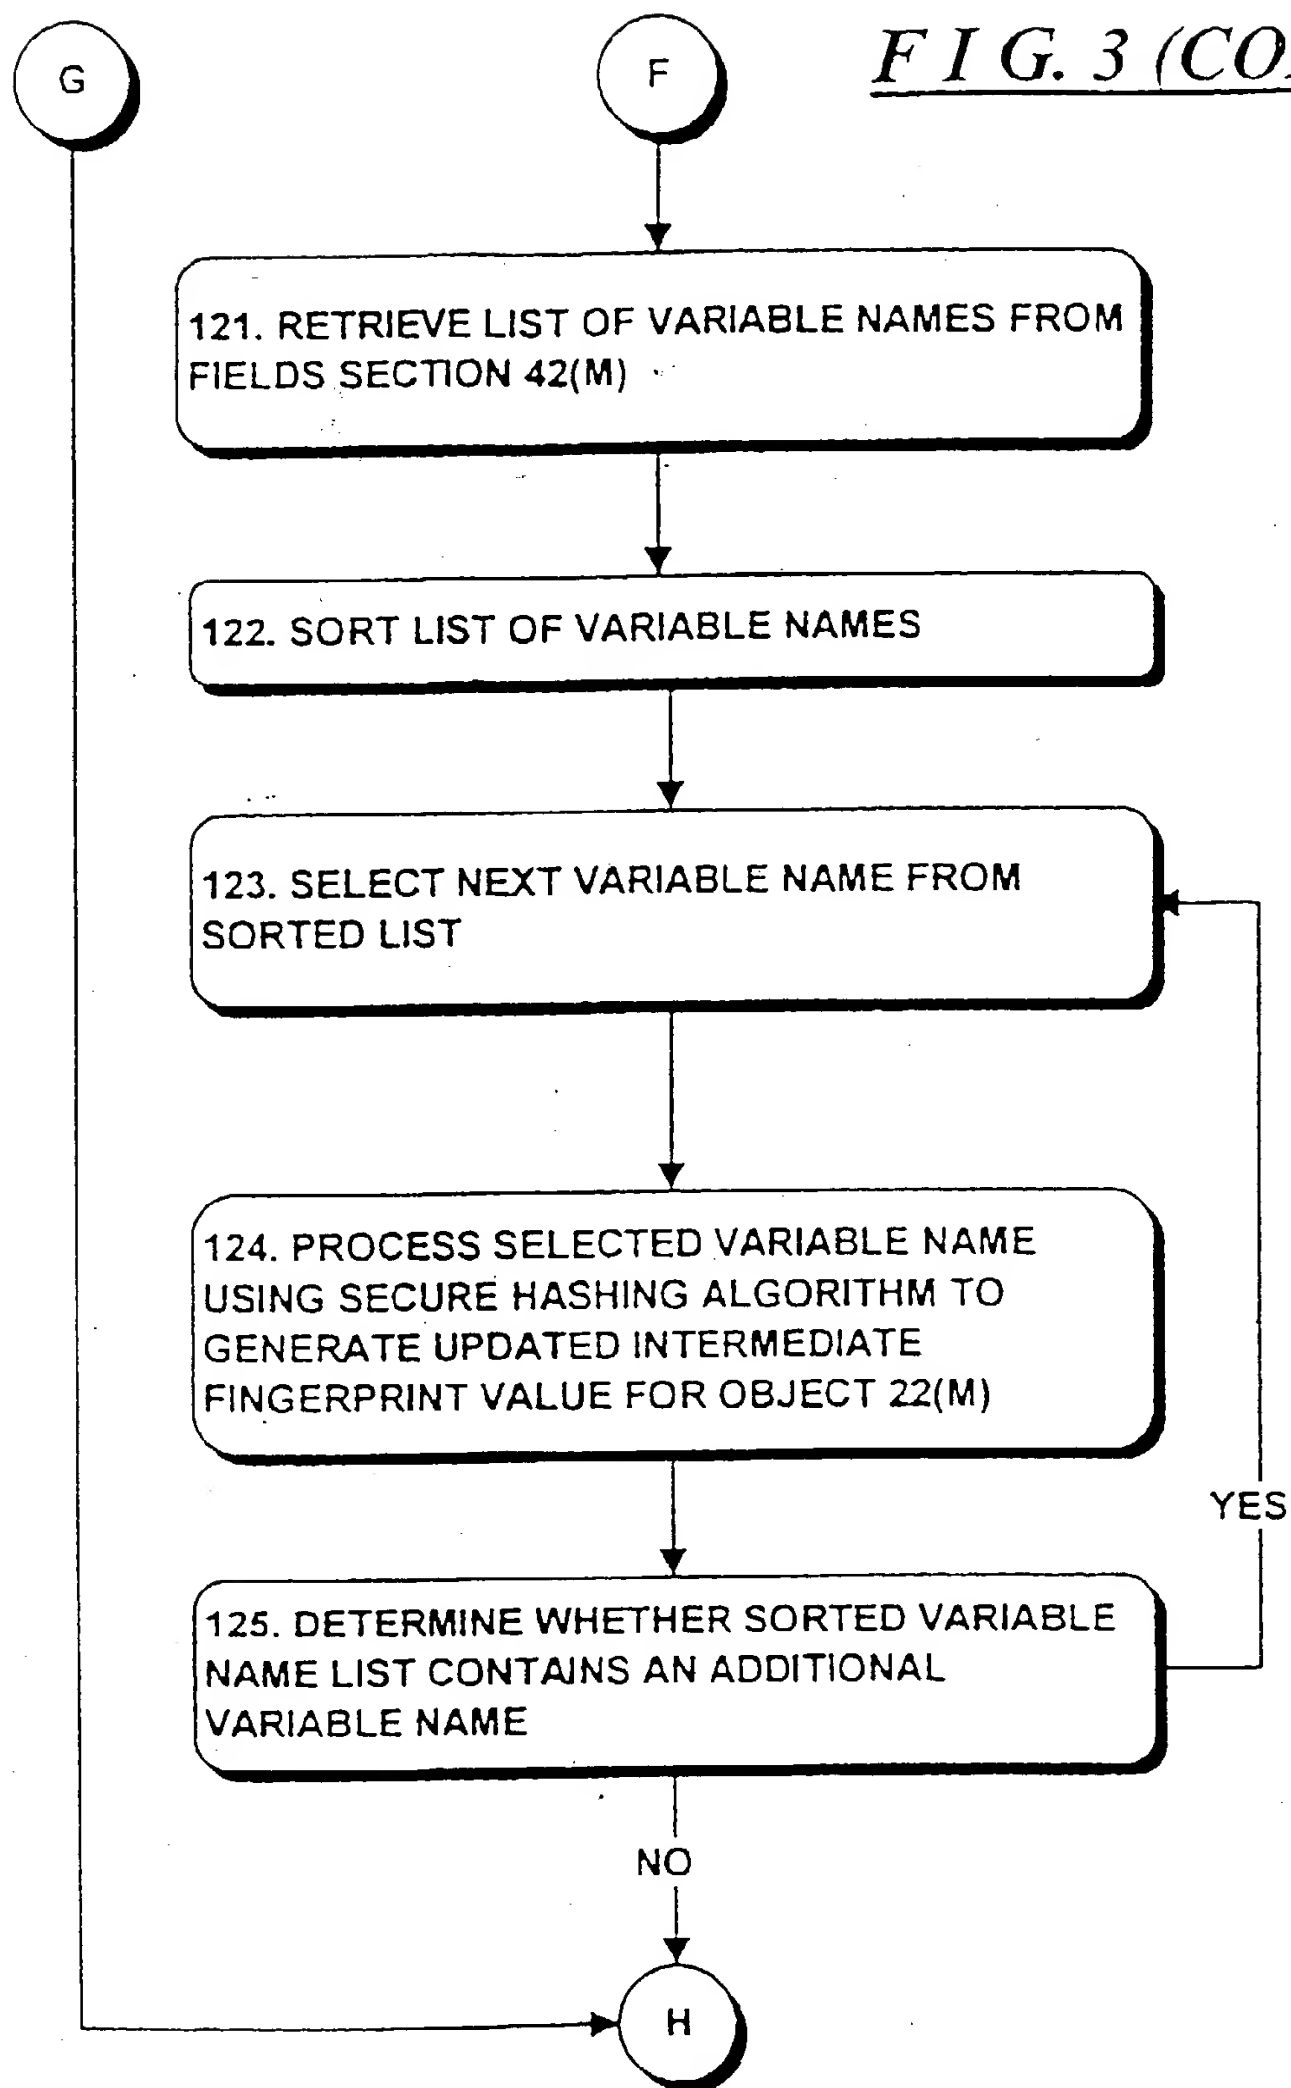 G
F
F I G. 3 (CO
121. RETRIEVE LIST OF VARIABLE NAMES FROM
FIELDS SECTION 42(M)
122. SORT LIST OF VARIABLE NAMES
123. SELECT NEXT VARIABLE NAME FROM
SORTED LIST
124. PROCESS SELECTED VARIABLE NAME
USING SECURE HASHING ALGORITHM TO
GENERATE UPDATED INTERMEDIATE
FINGERPRINT VALUE FOR OBJECT 22(M)
YES
125. DETERMINE WHETHER SORTED VARIABLE
NAME LIST CONTAINS AN ADDITIONAL
VARIABLE NAME
NO
H